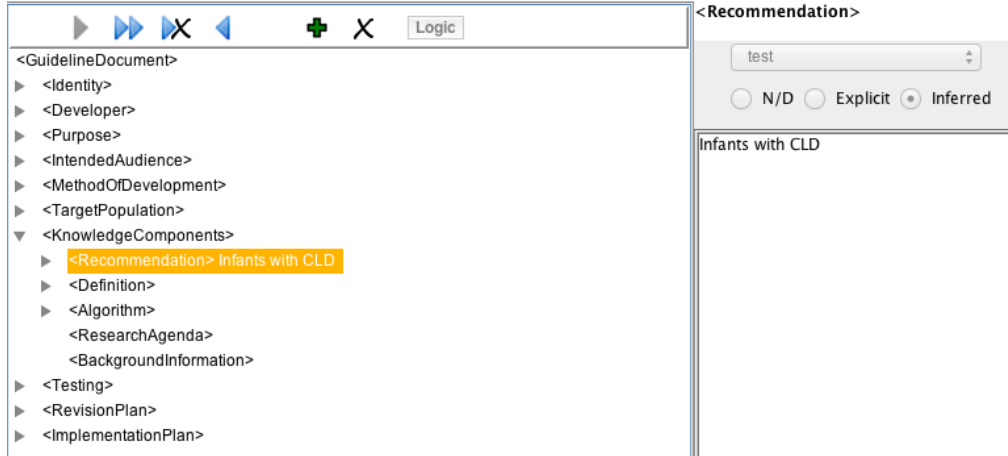 Logic
<GuidelineDocument>
<Identity>
<Developer>
<Purpose>
<IntendedAudience>
<MethodOfDevelopment>
<TargetPopulation>
<KnowledgeComponents>
<Recommendation> Infants with CLD
<Definition>
<Algorithm>
<ResearchAgenda>
<BackgroundInformation>
<Testing>
<RevisionPlan>
<ImplementationPlan>
<Recommendation>
test
N/D Explicit Inferred
Infants with CLD